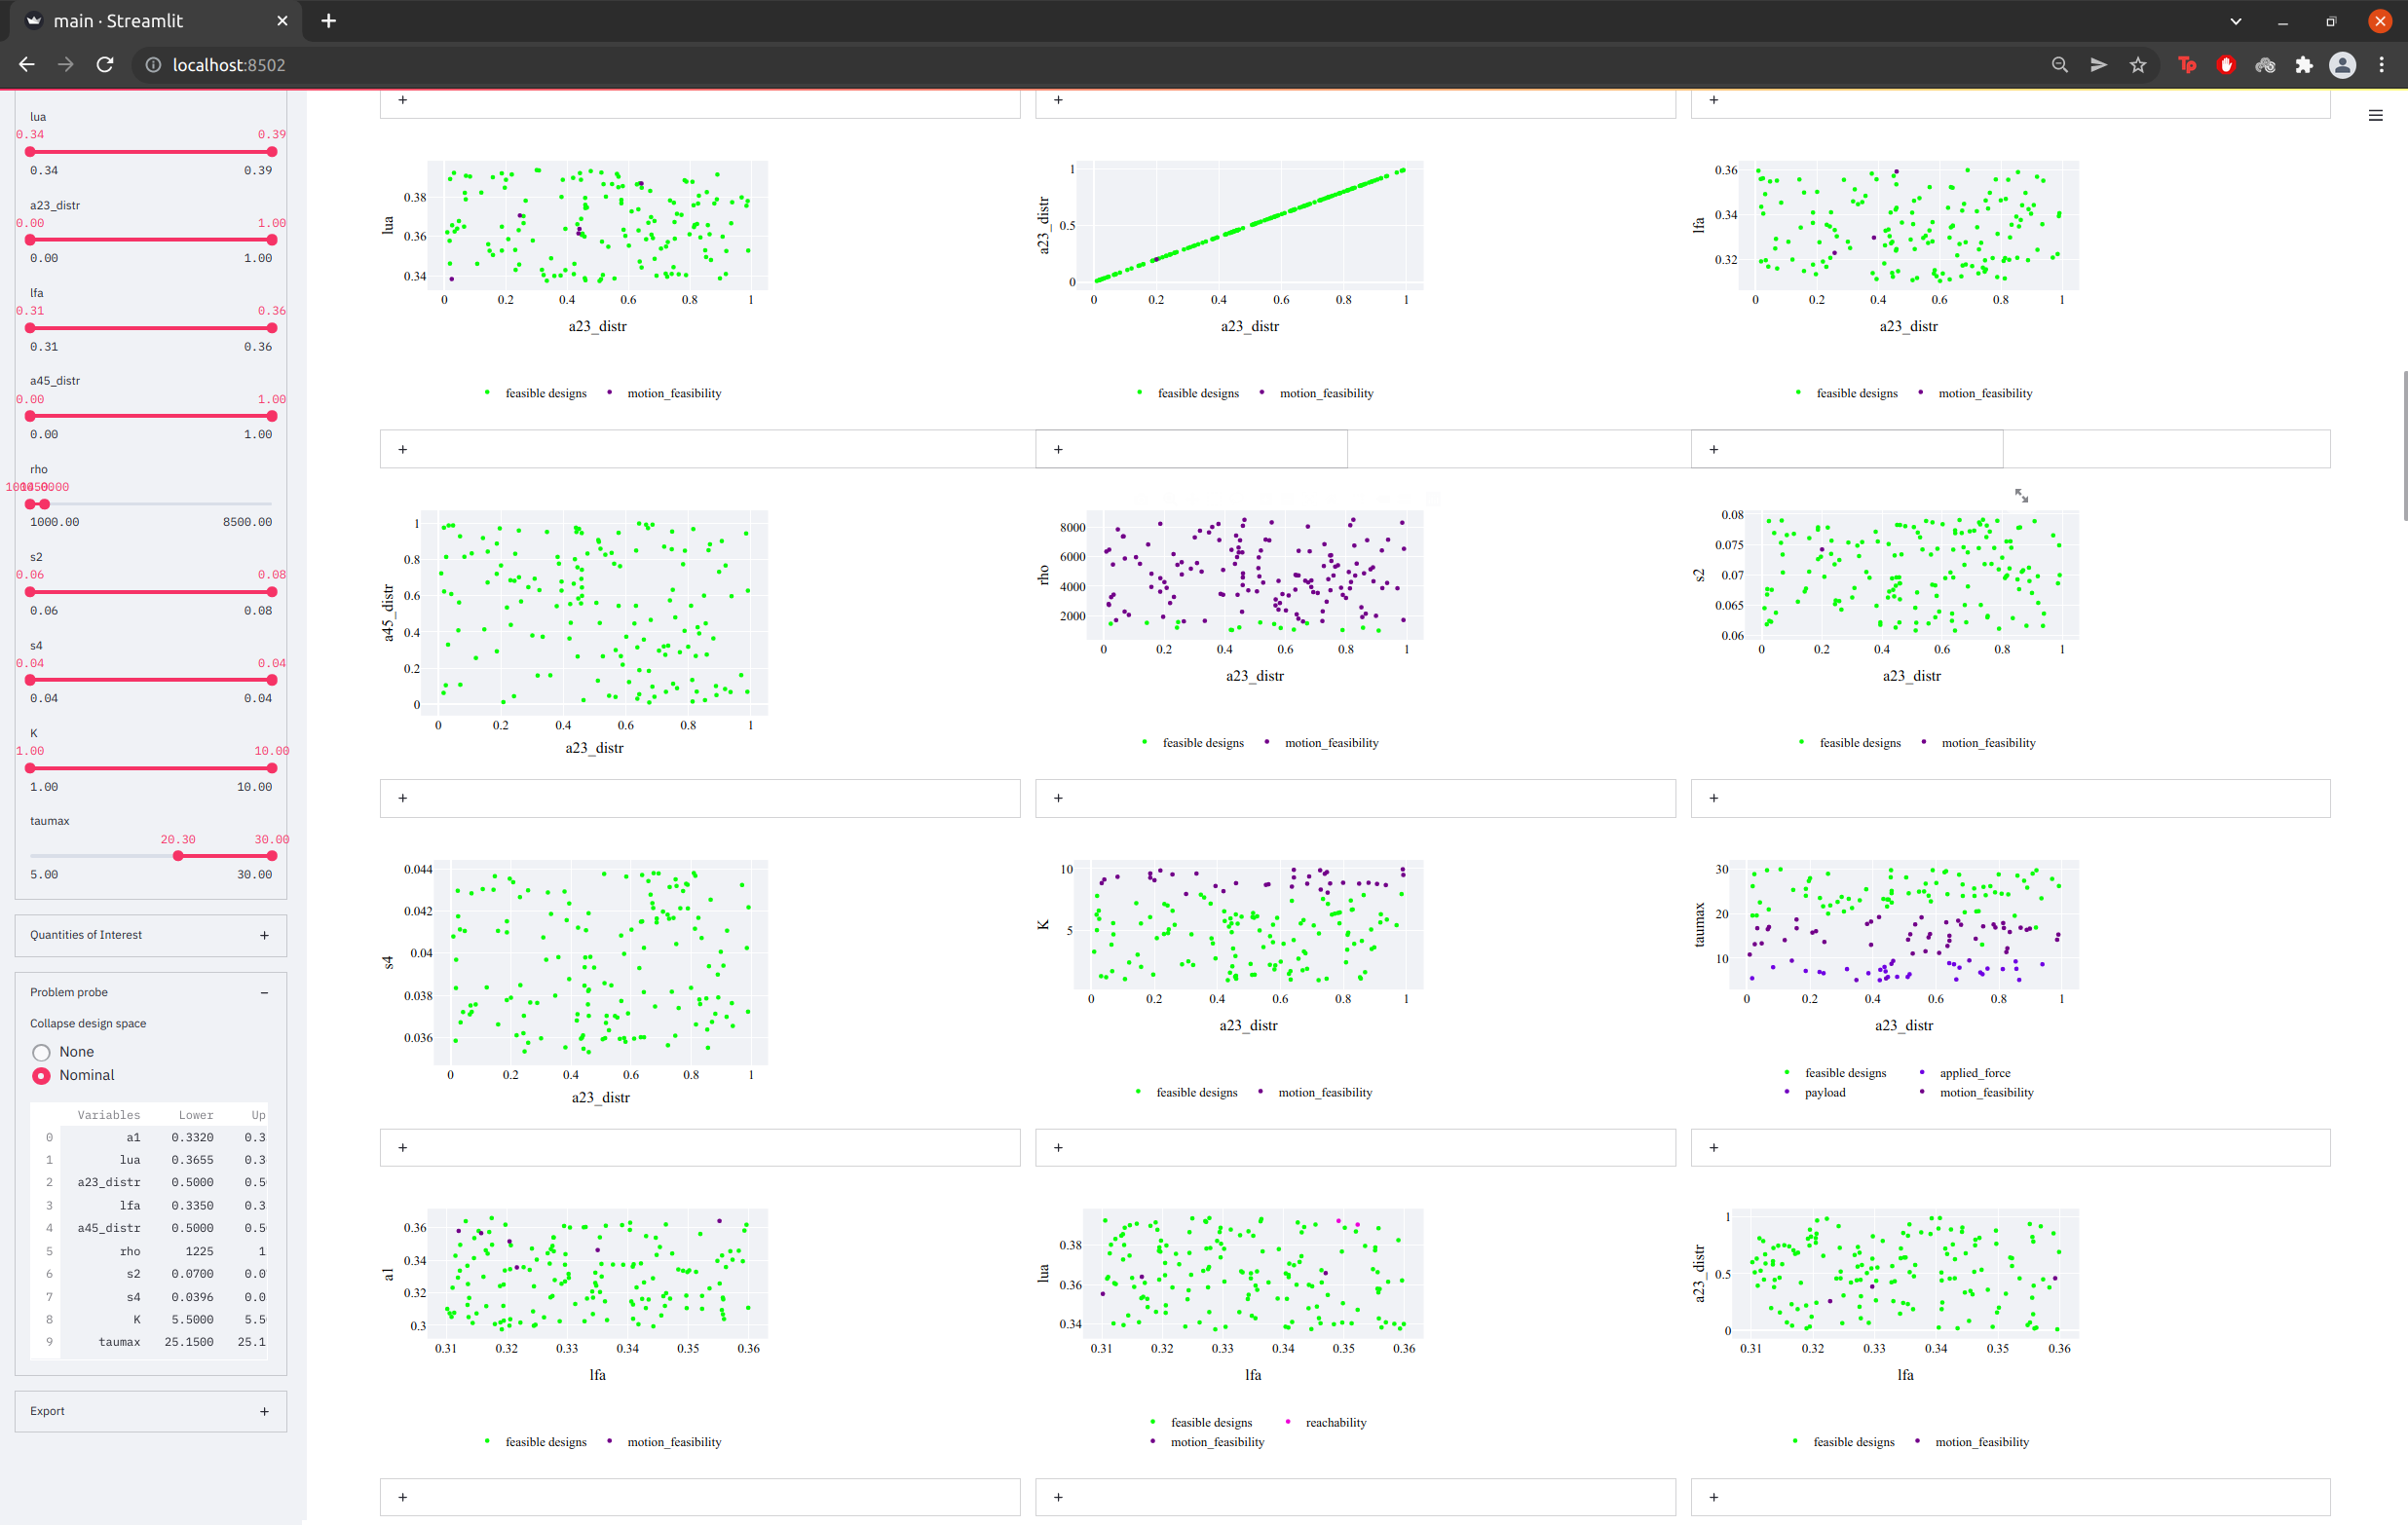 main · Streamlit
localhost:8502
lua
0.34 0.39
0.34 0.39
a23_distr
0.00 1.00
0.00 1.00
lfa
0.31 0.36
0.31 0.36
a45_distr
0.00 1.00
0.00 1.00
rho
1000.00 8500.00
s2
0.06 0.08
0.06 0.08
s4
0.04 0.04
0.04 0.04
K
1.00 10.00
1.00 10.00
taumax
20.30 30.00
5.00 30.00
Quantities of Interest +
Problem probe −
Collapse design space
None
Nominal
Variables Lower Up
0 a1 0.3320 0.3
1 lua 0.3655 0.3
2 a23_distr 0.5000 0.5
3 lfa 0.3350 0.3
4 a45_distr 0.5000 0.5
5 rho 1225 1
6 s2 0.0700 0.0
7 s4 0.0396 0.0
8 K 5.5000 5.5
9 taumax 25.1500 25.1
Export +
+ + +
lua
0.38
0.36
0.34
0 0.2 0.4 0.6 0.8 1
a23_distr
feasible designs motion_feasibility
a23_distr
1
0.5
0
0 0.2 0.4 0.6 0.8 1
a23_distr
feasible designs motion_feasibility
lfa
0.36
0.34
0.32
0 0.2 0.4 0.6 0.8 1
a23_distr
feasible designs motion_feasibility
+ + +
a45_distr
1
0.8
0.6
0.4
0.2
0
0 0.2 0.4 0.6 0.8 1
a23_distr
rho
8000
6000
4000
2000
0 0.2 0.4 0.6 0.8 1
a23_distr
feasible designs motion_feasibility
s2
0.08
0.075
0.07
0.065
0.06
0 0.2 0.4 0.6 0.8 1
a23_distr
feasible designs motion_feasibility
+ + +
s4
0.044
0.042
0.04
0.038
0.036
0 0.2 0.4 0.6 0.8 1
a23_distr
K
10
5
0 0.2 0.4 0.6 0.8 1
a23_distr
feasible designs motion_feasibility
taumax
30
20
10
0 0.2 0.4 0.6 0.8 1
a23_distr
feasible designs applied_force
payload motion_feasibility
+ + +
a1
0.36
0.34
0.32
0.3
0.31 0.32 0.33 0.34 0.35 0.36
lfa
feasible designs motion_feasibility
lua
0.38
0.36
0.34
0.31 0.32 0.33 0.34 0.35 0.36
lfa
feasible designs reachability
motion_feasibility
a23_distr
1
0.5
0
0.31 0.32 0.33 0.34 0.35 0.36
lfa
feasible designs motion_feasibility
+ + +